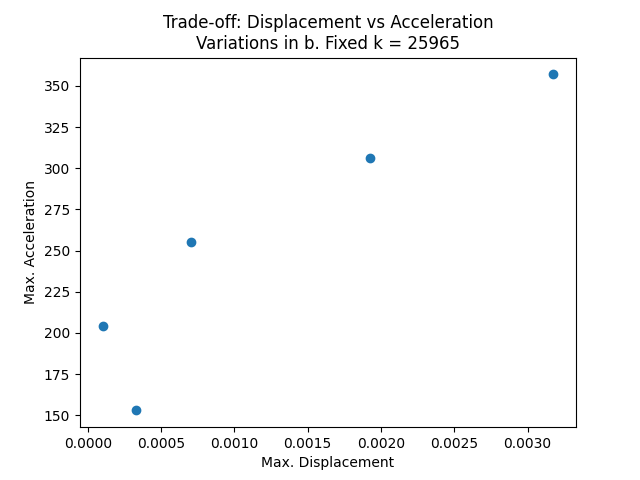 Trade-off: Displacement vs Acceleration
Variations in b. Fixed k = 25965
350
325
300
275
250
225
200
175
150
Max. Acceleration
0.0000 0.0005 0.0010 0.0015 0.0020 0.0025 0.0030
Max. Displacement